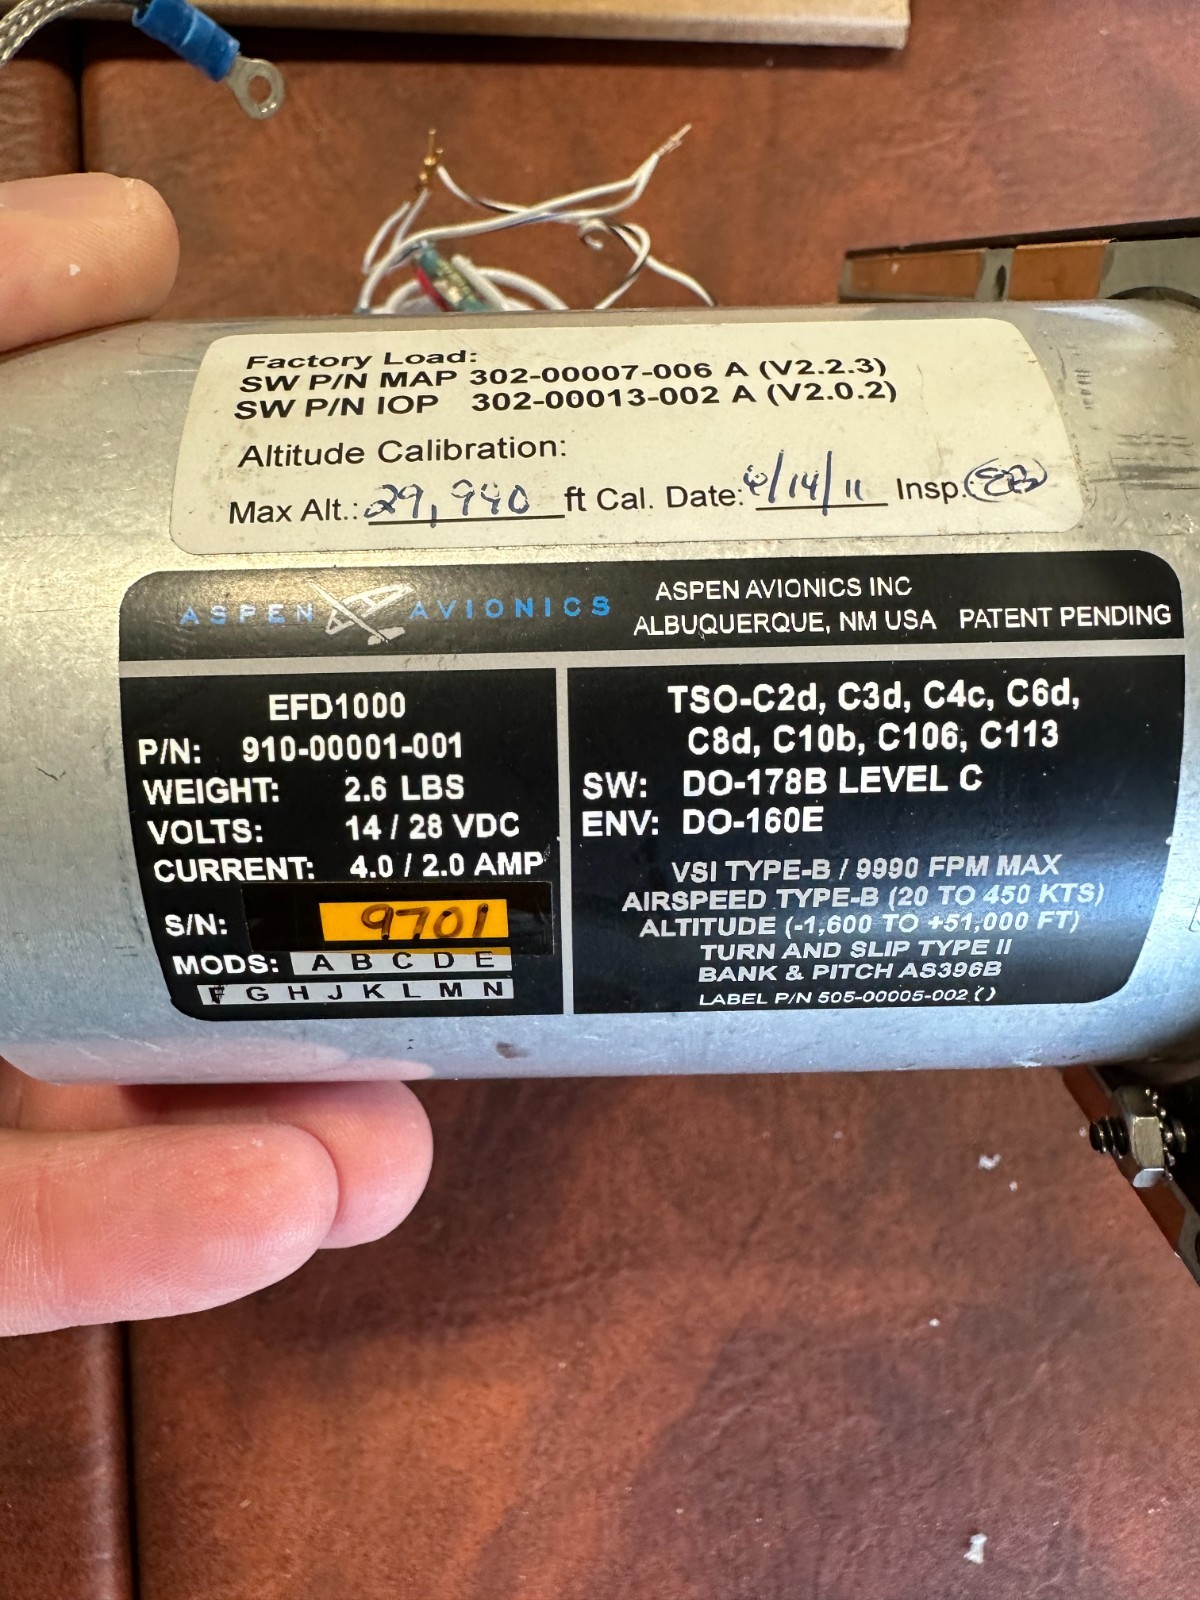 Factory Load:
SW P/N MAP 302-00007-006 A (V2.2.3)
SW P/N IOP 302-00013-002 A (V2.0.2)
Altitude Calibration:
Max Alt.: 29,940 ft Cal. Date: /14/11 Insp.
ASPEN AVIONICS
ASPEN AVIONICS INC
ALBUQUERQUE, NM USA PATENT PENDING
EFD1000
P/N: 910-00001-001
WEIGHT: 2.6 LBS
VOLTS: 14 / 28 VDC
CURRENT: 4.0 / 2.0 AMP
S/N: 9701
MODS: A B C D E
F G H J K L M N
TSO-C2d, C3d, C4c, C6d,
C8d, C10b, C106, C113
SW: DO-178B LEVEL C
ENV: DO-160E
VSI TYPE-B / 9990 FPM MAX
AIRSPEED TYPE-B (20 TO 450 KTS)
ALTITUDE (-1,600 TO +51,000 FT)
TURN AND SLIP TYPE II
BANK & PITCH AS396B
LABEL P/N 505-00005-002 ( )